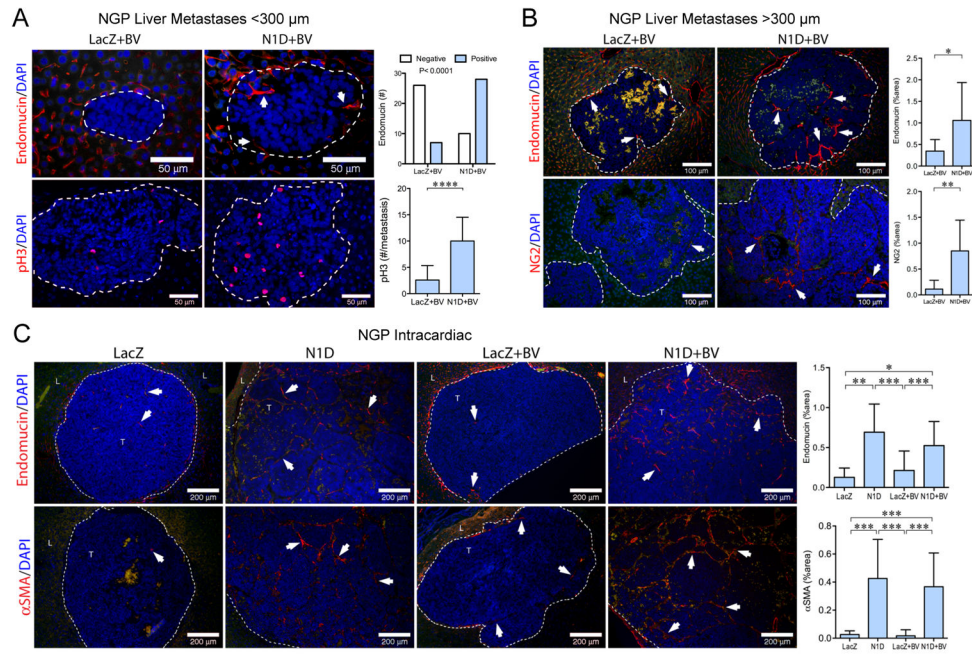 A
NGP Liver Metastases <300 µm
LacZ+BV
N1D+BV
Endomucin/DAPI
50 µm
50 µm
Negative
Positive
P<0.0001
Endomucin (#)
30
20
10
0
LacZ+BV
N1D+BV
pH3/DAPI
50 µm
50 µm
pH3 (#/metastasis)
20
15
10
5
0
****
LacZ+BV
N1D+BV
B
NGP Liver Metastases >300 µm
LacZ+BV
N1D+BV
Endomucin/DAPI
100 µm
100 µm
Endomucin (%area)
2.5
2.0
1.5
1.0
0.5
0.0
*
LacZ+BV
N1D+BV
NG2/DAPI
100 µm
100 µm
NG2 (%area)
2.0
1.5
1.0
0.5
0.0
**
LacZ+BV
N1D+BV
C
NGP Intracardiac
LacZ
N1D
LacZ+BV
N1D+BV
Endomucin/DAPI
L
L
T
200 µm
L
T
200 µm
L
T
200 µm
L
T
200 µm
Endomucin (%area)
1.5
1.0
0.5
0.0
*
** *** ***
LacZ
N1D
LacZ+BV
N1D+BV
αSMA/DAPI
L
T
200 µm
T
200 µm
L
T
200 µm
200 µm
αSMA (%area)
0.8
0.6
0.4
0.2
0.0
***
*** *** ***
LacZ
N1D
LacZ+BV
N1D+BV